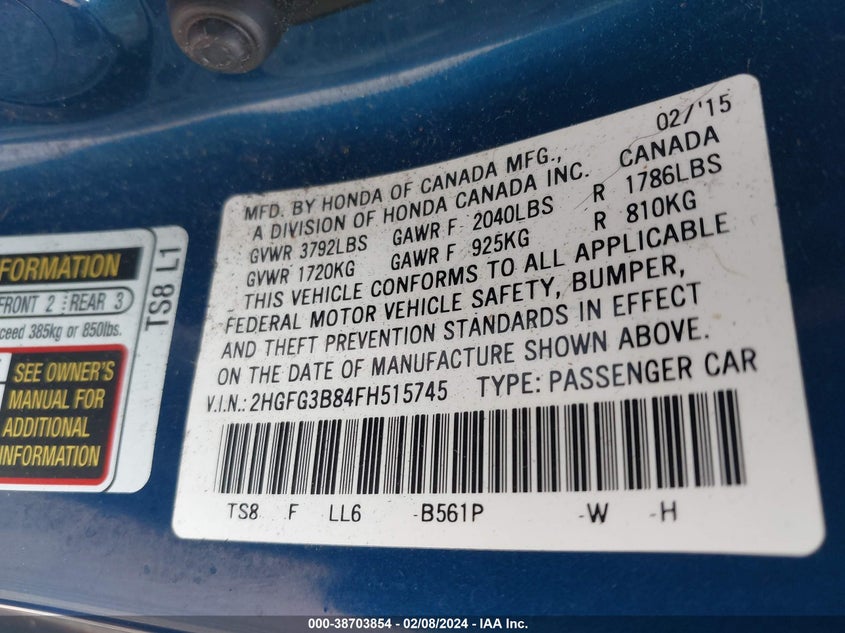 02/'15
MFD. BY HONDA OF CANADA MFG.,
A DIVISION OF HONDA CANADA INC. CANADA
GVWR 3792LBS GAWR F 2040LBS R 1786LBS
GVWR 1720KG GAWR F 925KG R 810KG
THIS VEHICLE CONFORMS TO ALL APPLICABLE
FEDERAL MOTOR VEHICLE SAFETY, BUMPER,
AND THEFT PREVENTION STANDARDS IN EFFECT
ON THE DATE OF MANUFACTURE SHOWN ABOVE.
V.I.N.: 2HGFG3B84FH515745 TYPE: PASSENGER CAR
TS8 F LL6 -B561P -W -H
FORMATION
FRONT 2 REAR 3
ceed 385kg or 850lbs.
SEE OWNER'S
MANUAL FOR
ADDITIONAL
INFORMATION
TS8 L1
000-38703854 - 02/08/2024 - IAA Inc.